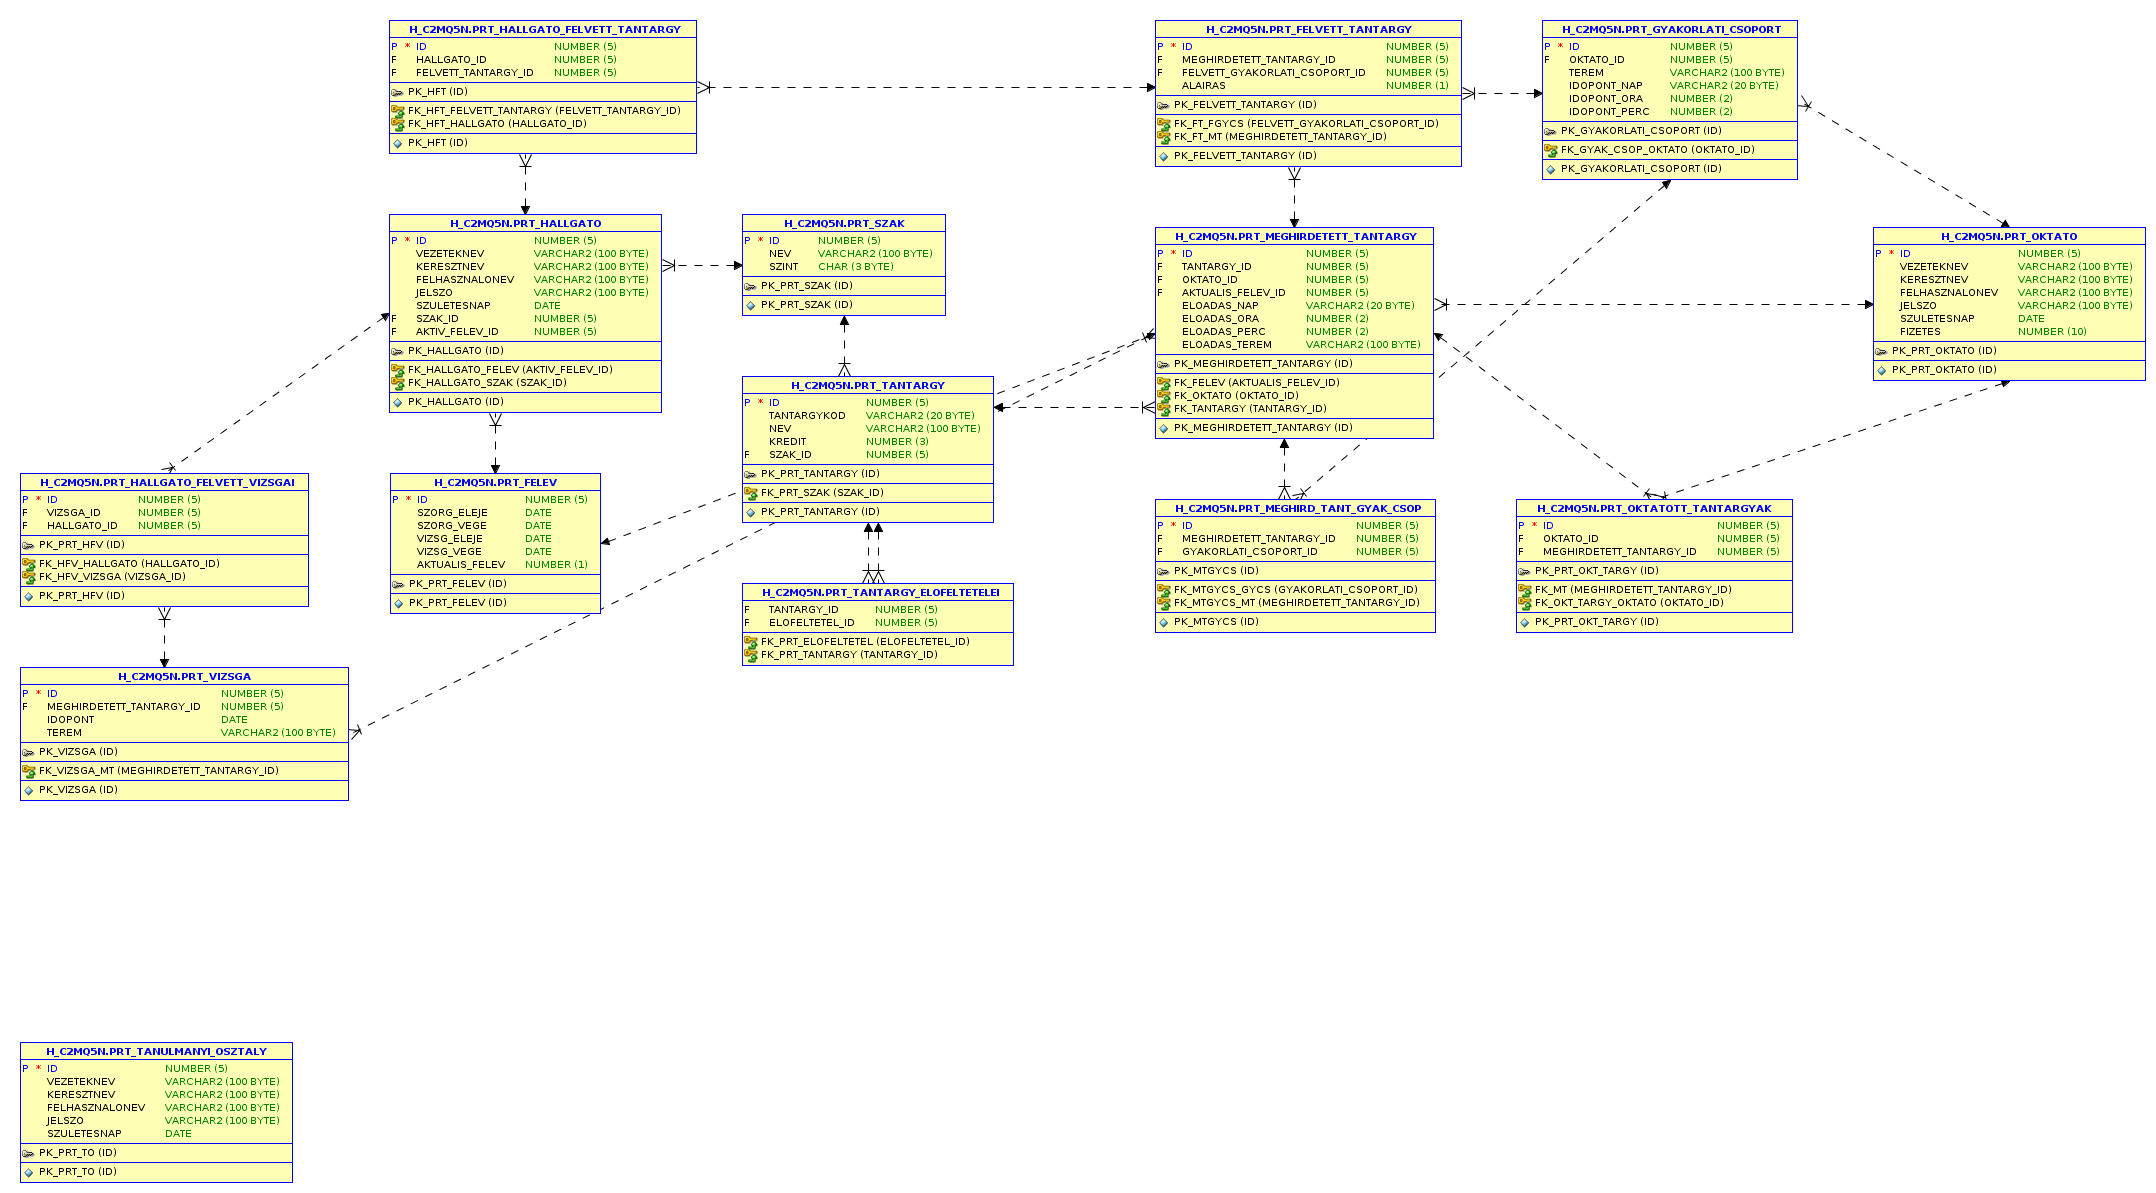 H_C2MQ5N.PRT_HALLGATO_FELVETT_TANTARGY
P * ID NUMBER (5)
F HALLGATO_ID NUMBER (5)
F FELVETT_TANTARGY_ID NUMBER (5)
PK_HFT (ID)
FK_HFT_FELVETT_TANTARGY (FELVETT_TANTARGY_ID)
FK_HFT_HALLGATO (HALLGATO_ID)
PK_HFT (ID)
H_C2MQ5N.PRT_FELVETT_TANTARGY
P * ID NUMBER (5)
F MEGHIRDETETT_TANTARGY_ID NUMBER (5)
F FELVETT_GYAKORLATI_CSOPORT_ID NUMBER (5)
ALAIRAS NUMBER (1)
PK_FELVETT_TANTARGY (ID)
FK_FT_FGYCS (FELVETT_GYAKORLATI_CSOPORT_ID)
FK_FT_MT (MEGHIRDETETT_TANTARGY_ID)
PK_FELVETT_TANTARGY (ID)
H_C2MQ5N.PRT_GYAKORLATI_CSOPORT
P * ID NUMBER (5)
F OKTATO_ID NUMBER (5)
TEREM VARCHAR2 (100 BYTE)
IDOPONT_NAP VARCHAR2 (20 BYTE)
IDOPONT_ORA NUMBER (2)
IDOPONT_PERC NUMBER (2)
PK_GYAKORLATI_CSOPORT (ID)
FK_GYAK_CSOP_OKTATO (OKTATO_ID)
PK_GYAKORLATI_CSOPORT (ID)
H_C2MQ5N.PRT_HALLGATO
P * ID NUMBER (5)
VEZETEKNEV VARCHAR2 (100 BYTE)
KERESZTNEV VARCHAR2 (100 BYTE)
FELHASZNALONEV VARCHAR2 (100 BYTE)
JELSZO VARCHAR2 (100 BYTE)
SZULETESNAP DATE
F SZAK_ID NUMBER (5)
F AKTIV_FELEV_ID NUMBER (5)
PK_HALLGATO (ID)
FK_HALLGATO_FELEV (AKTIV_FELEV_ID)
FK_HALLGATO_SZAK (SZAK_ID)
PK_HALLGATO (ID)
H_C2MQ5N.PRT_SZAK
P * ID NUMBER (5)
NEV VARCHAR2 (100 BYTE)
SZINT CHAR (3 BYTE)
PK_PRT_SZAK (ID)
PK_PRT_SZAK (ID)
H_C2MQ5N.PRT_MEGHIRDETETT_TANTARGY
P * ID NUMBER (5)
F TANTARGY_ID NUMBER (5)
F OKTATO_ID NUMBER (5)
F AKTUALIS_FELEV_ID NUMBER (5)
ELOADAS_NAP VARCHAR2 (20 BYTE)
ELOADAS_ORA NUMBER (2)
ELOADAS_PERC NUMBER (2)
ELOADAS_TEREM VARCHAR2 (100 BYTE)
PK_MEGHIRDETETT_TANTARGY (ID)
FK_FELEV (AKTUALIS_FELEV_ID)
FK_OKTATO (OKTATO_ID)
FK_TANTARGY (TANTARGY_ID)
PK_MEGHIRDETETT_TANTARGY (ID)
H_C2MQ5N.PRT_OKTATO
P * ID NUMBER (5)
VEZETEKNEV VARCHAR2 (100 BYTE)
KERESZTNEV VARCHAR2 (100 BYTE)
FELHASZNALONEV VARCHAR2 (100 BYTE)
JELSZO VARCHAR2 (100 BYTE)
SZULETESNAP DATE
FIZETES NUMBER (10)
PK_PRT_OKTATO (ID)
PK_PRT_OKTATO (ID)
H_C2MQ5N.PRT_TANTARGY
P * ID NUMBER (5)
TANTARGYKOD VARCHAR2 (20 BYTE)
NEV VARCHAR2 (100 BYTE)
KREDIT NUMBER (3)
F SZAK_ID NUMBER (5)
PK_PRT_TANTARGY (ID)
FK_PRT_SZAK (SZAK_ID)
PK_PRT_TANTARGY (ID)
H_C2MQ5N.PRT_HALLGATO_FELVETT_VIZSGAI
P * ID NUMBER (5)
F VIZSGA_ID NUMBER (5)
F HALLGATO_ID NUMBER (5)
PK_PRT_HFV (ID)
FK_HFV_HALLGATO (HALLGATO_ID)
FK_HFV_VIZSGA (VIZSGA_ID)
PK_PRT_HFV (ID)
H_C2MQ5N.PRT_FELEV
P * ID NUMBER (5)
SZORG_ELEJE DATE
SZORG_VEGE DATE
VIZSG_ELEJE DATE
VIZSG_VEGE DATE
AKTUALIS_FELEV NUMBER (1)
PK_PRT_FELEV (ID)
PK_PRT_FELEV (ID)
H_C2MQ5N.PRT_MEGHIRD_TANT_GYAK_CSOP
P * ID NUMBER (5)
F MEGHIRDETETT_TANTARGY_ID NUMBER (5)
F GYAKORLATI_CSOPORT_ID NUMBER (5)
PK_MTGYCS (ID)
FK_MTGYCS_GYCS (GYAKORLATI_CSOPORT_ID)
FK_MTGYCS_MT (MEGHIRDETETT_TANTARGY_ID)
PK_MTGYCS (ID)
H_C2MQ5N.PRT_OKTATOTT_TANTARGYAK
P * ID NUMBER (5)
F OKTATO_ID NUMBER (5)
F MEGHIRDETETT_TANTARGY_ID NUMBER (5)
PK_PRT_OKT_TARGY (ID)
FK_MT (MEGHIRDETETT_TANTARGY_ID)
FK_OKT_TARGY_OKTATO (OKTATO_ID)
PK_PRT_OKT_TARGY (ID)
H_C2MQ5N.PRT_TANTARGY_ELOFELTETELEI
F TANTARGY_ID NUMBER (5)
F ELOFELTETEL_ID NUMBER (5)
FK_PRT_ELOFELTETEL (ELOFELTETEL_ID)
FK_PRT_TANTARGY (TANTARGY_ID)
H_C2MQ5N.PRT_VIZSGA
P * ID NUMBER (5)
F MEGHIRDETETT_TANTARGY_ID NUMBER (5)
IDOPONT DATE
TEREM VARCHAR2 (100 BYTE)
PK_VIZSGA (ID)
FK_VIZSGA_MT (MEGHIRDETETT_TANTARGY_ID)
PK_VIZSGA (ID)
H_C2MQ5N.PRT_TANULMANYI_OSZTALY
P * ID NUMBER (5)
VEZETEKNEV VARCHAR2 (100 BYTE)
KERESZTNEV VARCHAR2 (100 BYTE)
FELHASZNALONEV VARCHAR2 (100 BYTE)
JELSZO VARCHAR2 (100 BYTE)
SZULETESNAP DATE
PK_PRT_TO (ID)
PK_PRT_TO (ID)